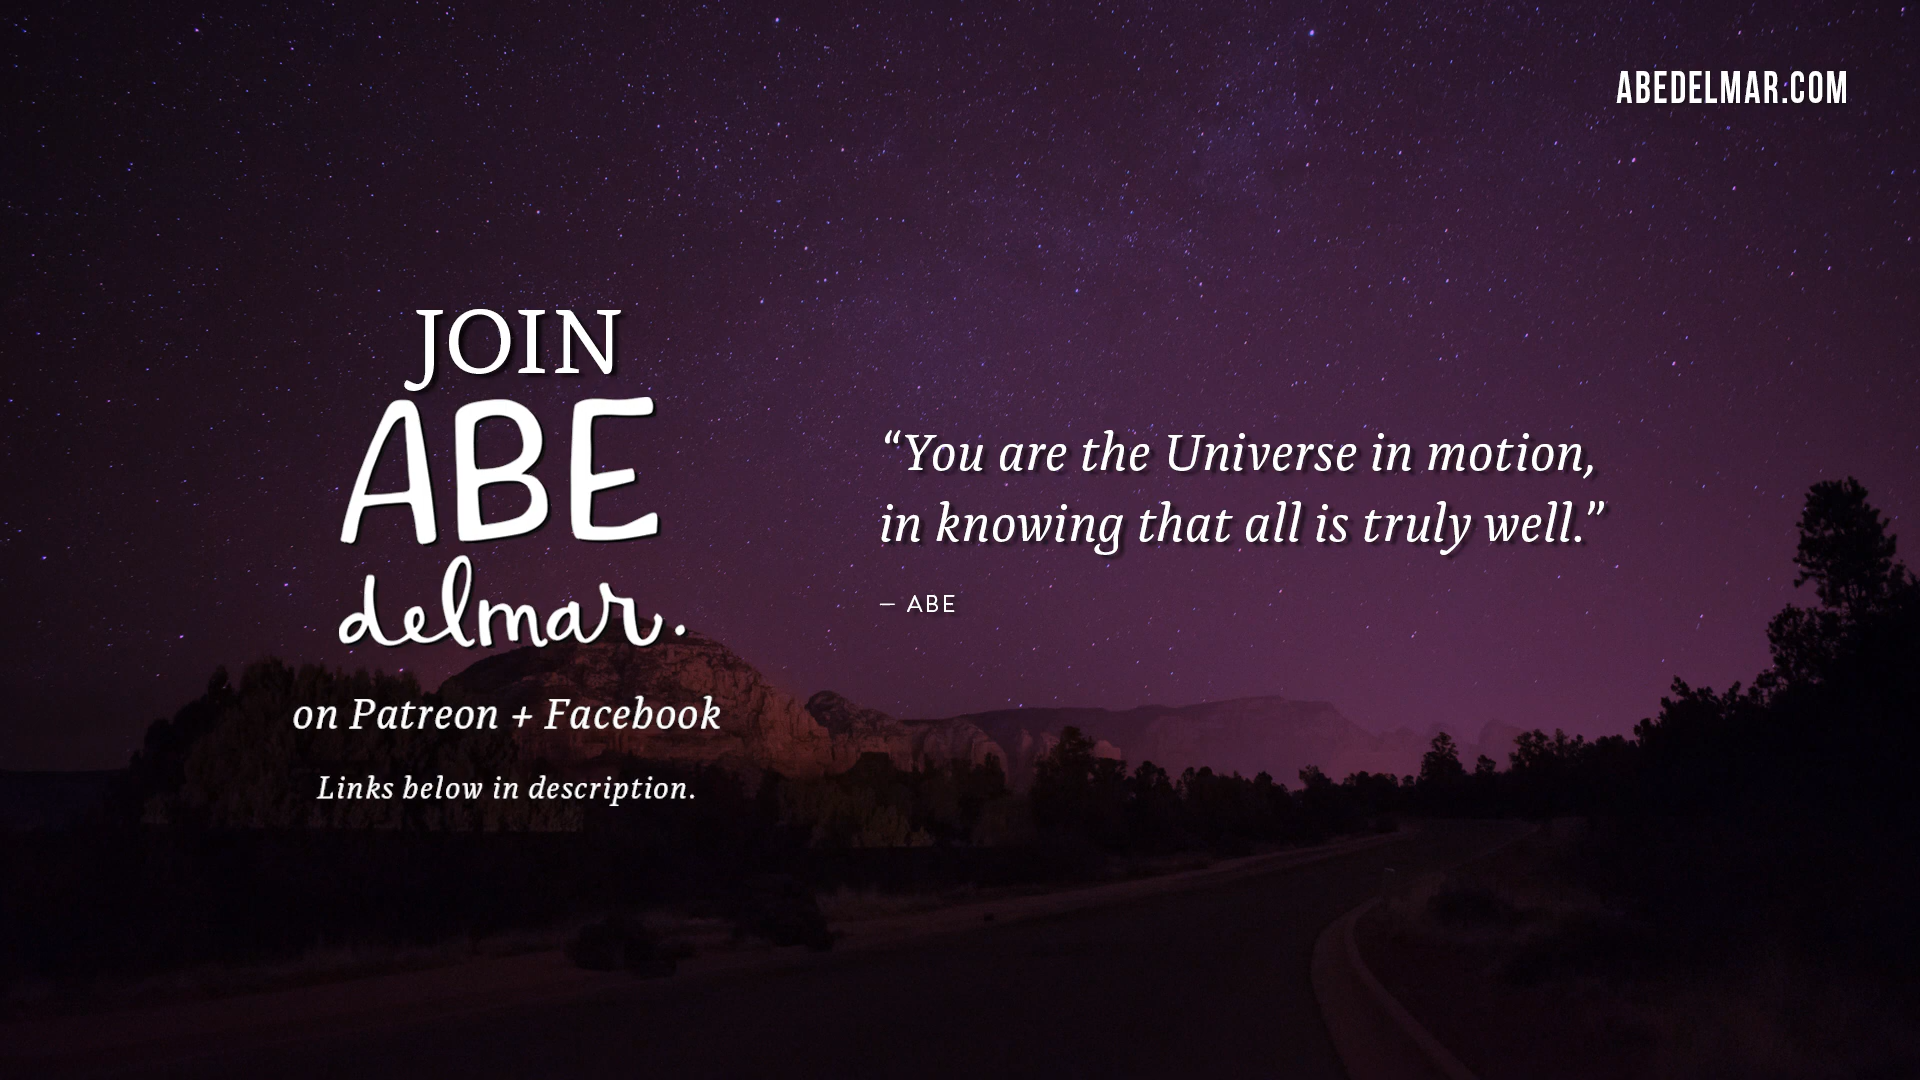 ABEDELMAR.COM
JOIN
ABE
delmar.
on Patreon + Facebook
Links below in description.
“You are the Universe in motion,
in knowing that all is truly well.”
– ABE